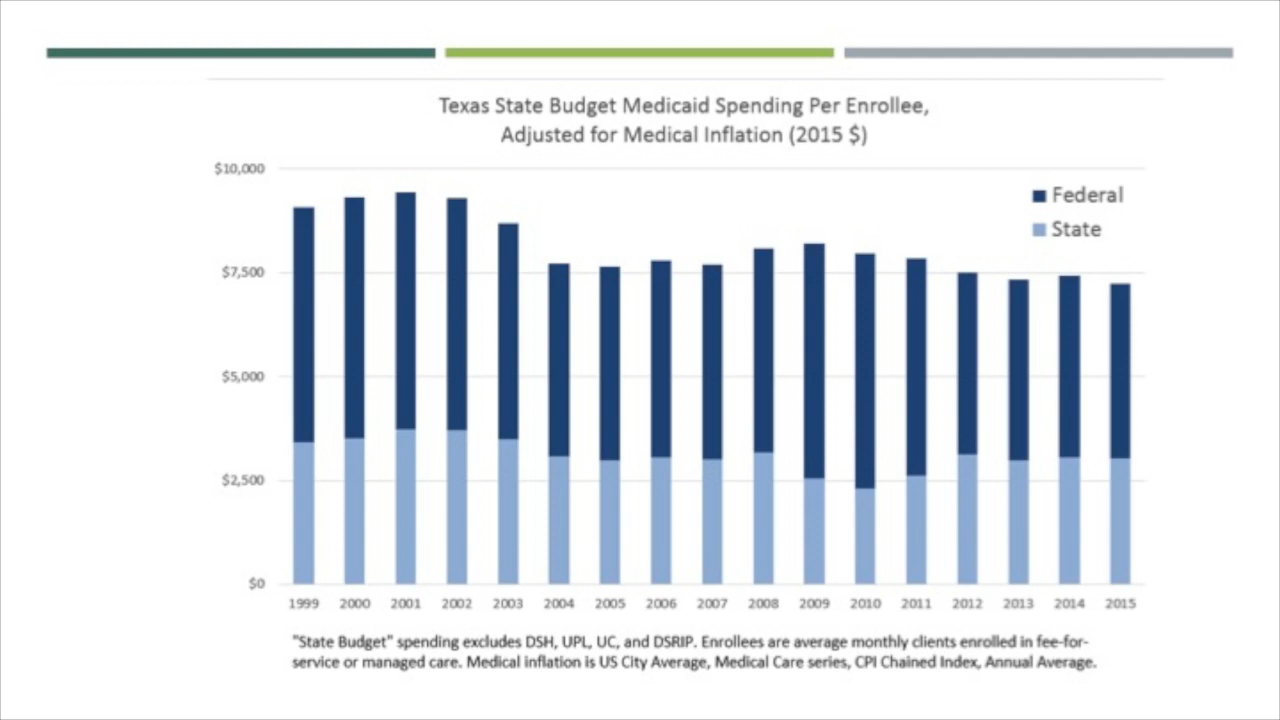 Texas State Budget Medicaid Spending Per Enrollee,
Adjusted for Medical Inflation (2015 $)
$10,000
Federal
State
$7,500
$5,000
$2,500
$0
1999 2000 2001 2002 2003 2004 2005 2006 2007 2008 2009 2010 2011 2012 2013 2014 2015
"State Budget" spending excludes DSH, UPL, UC, and DSRIP. Enrollees are average monthly clients enrolled in fee-for-
service or managed care. Medical inflation is US City Average, Medical Care series, CPI Chained Index, Annual Average.